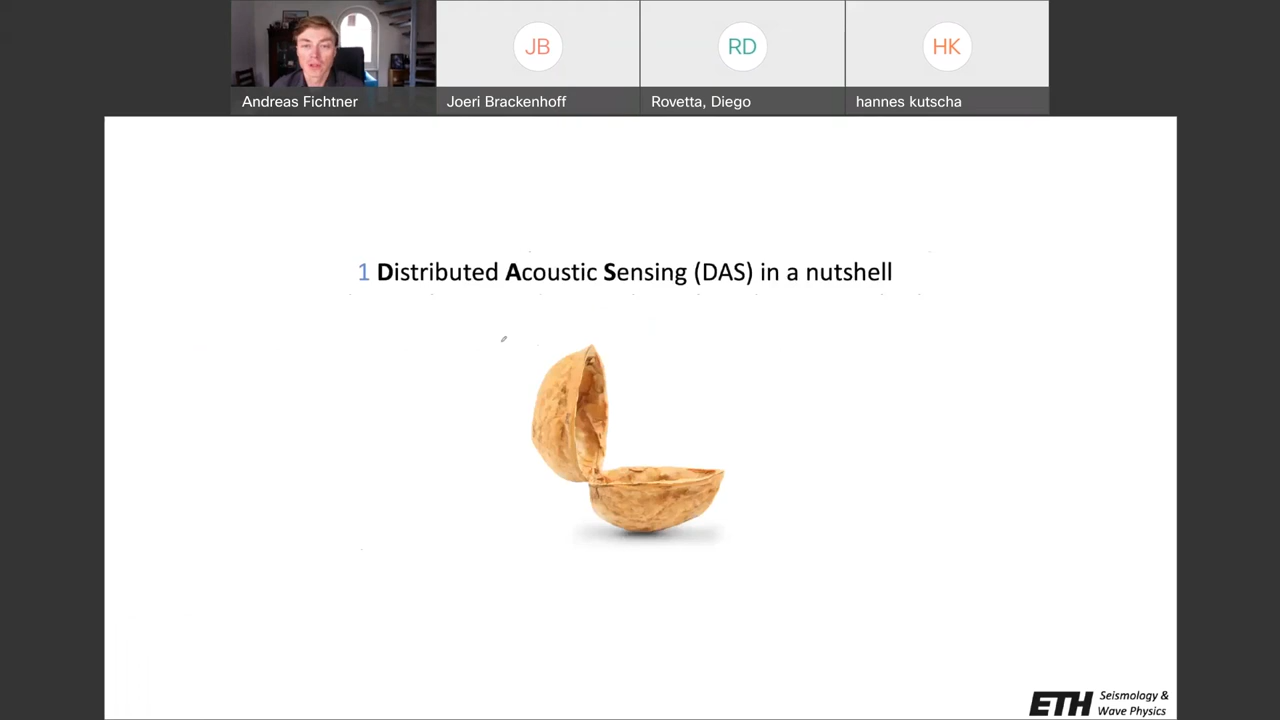 JB
RD
HK
Andreas Fichtner
Joeri Brackenhoff
Rovetta, Diego
hannes kutscha
1 Distributed Acoustic Sensing (DAS) in a nutshell
ETH Seismology &
Wave Physics